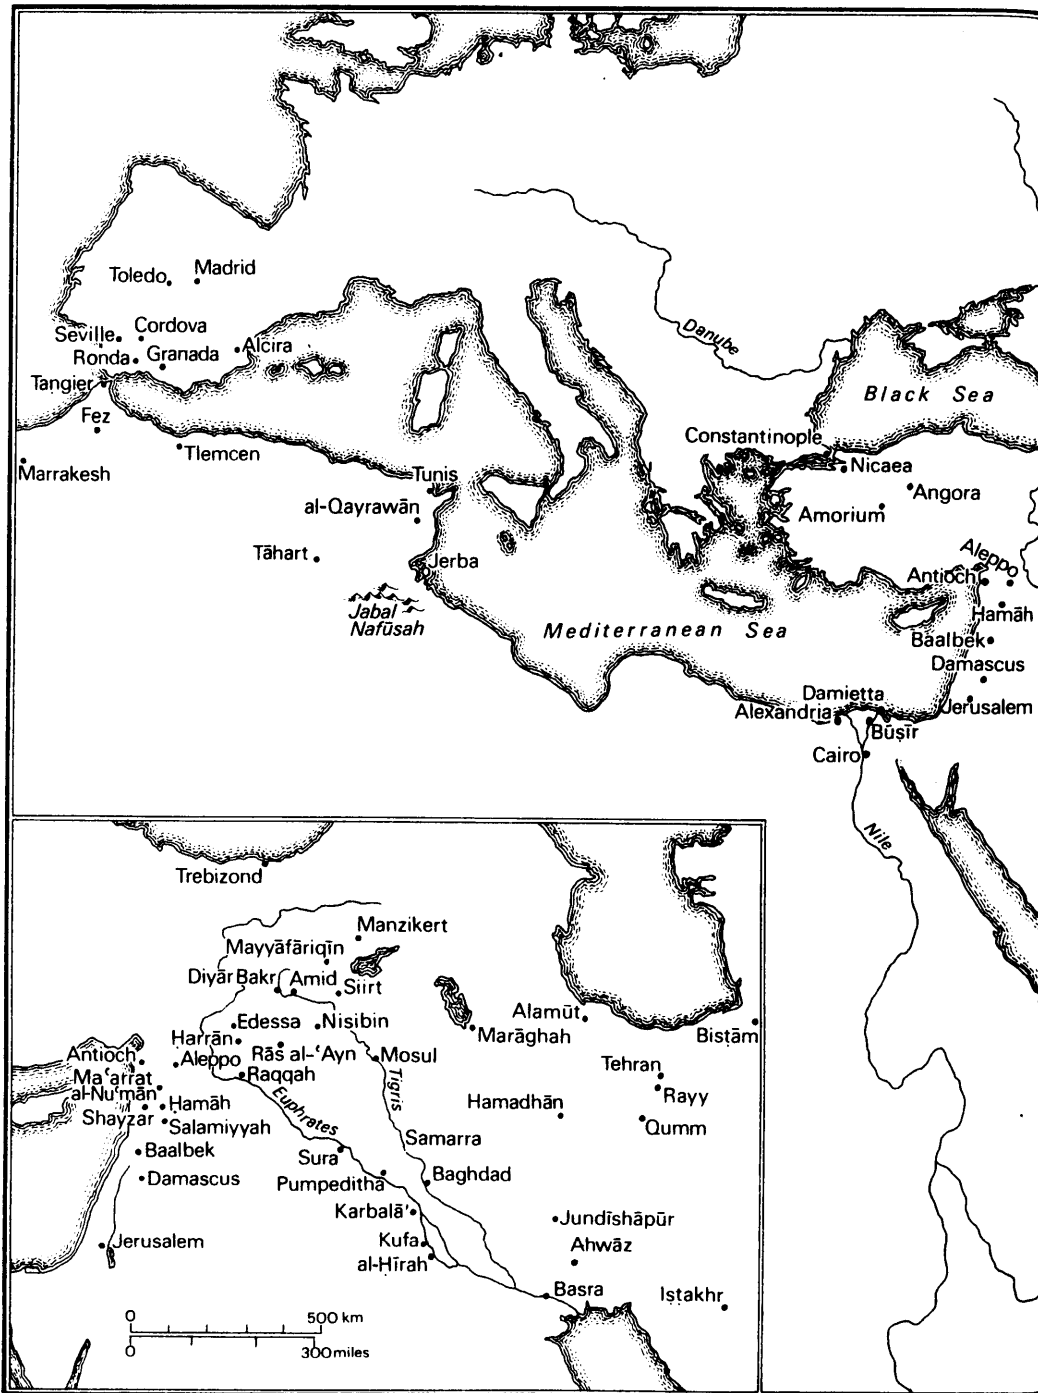 Toledo
Madrid
Seville
Cordova
Ronda
Granada
Alcira
Tangier
Fez
Tlemcen
Marrakesh
Tunis
al-Qayrawān
Tāhart
Jerba
Jabal
Nafūsah
Danube
Black Sea
Constantinople
Nicaea
Angora
Amorium
Aleppo
Antioch
Hamāh
Baalbek
Damascus
Mediterranean Sea
Damietta
Jerusalem
Alexandria
Būṣīr
Cairo
Nile
Trebizond
Manzikert
Mayyāfāriqīn
Diyār Bakr
Amid
Siirt
Edessa
Nisibin
Alamūt
Marāghah
Bisṭām
Harrān
Antioch
Aleppo
Rās al-ʿAyn
Mosul
Maʿarrat
al-Nuʿmān
Raqqah
Tehran
Rayy
Tigris
Euphrates
Hamadhān
Shayzar
Hamāh
Salamiyyah
Qumm
Samarra
Baalbek
Sura
Damascus
Pumpeditha
Baghdad
Karbalā'
Jundīshāpūr
Jerusalem
Kufa
al-Ḥīrah
Ahwāz
Basra
Iṣṭakhr
0 500 km
0 300 miles